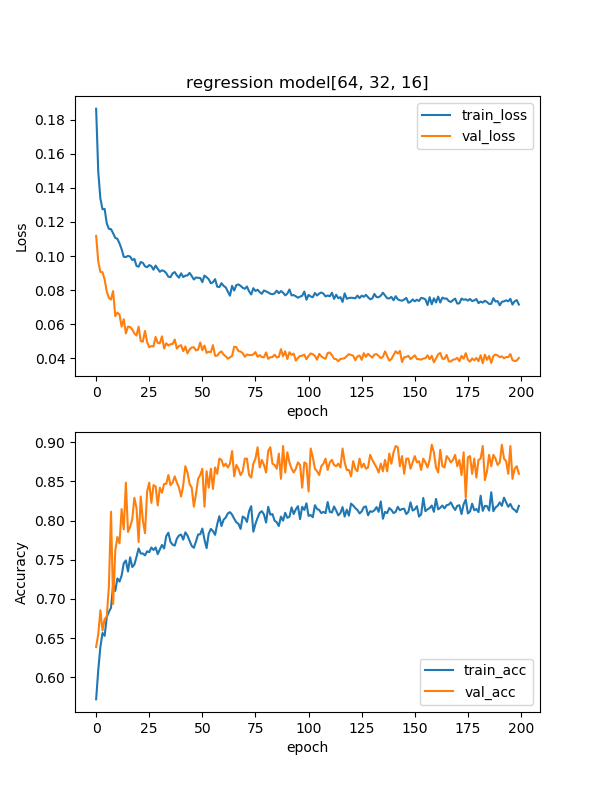 regression model[64, 32, 16]
train_loss
val_loss
0.18
0.16
0.14
0.12
0.10
0.08
0.06
0.04
Loss
0 25 50 75 100 125 150 175 200
epoch
0.90
0.85
0.80
0.75
0.70
0.65
0.60
Accuracy
train_acc
val_acc
0 25 50 75 100 125 150 175 200
epoch